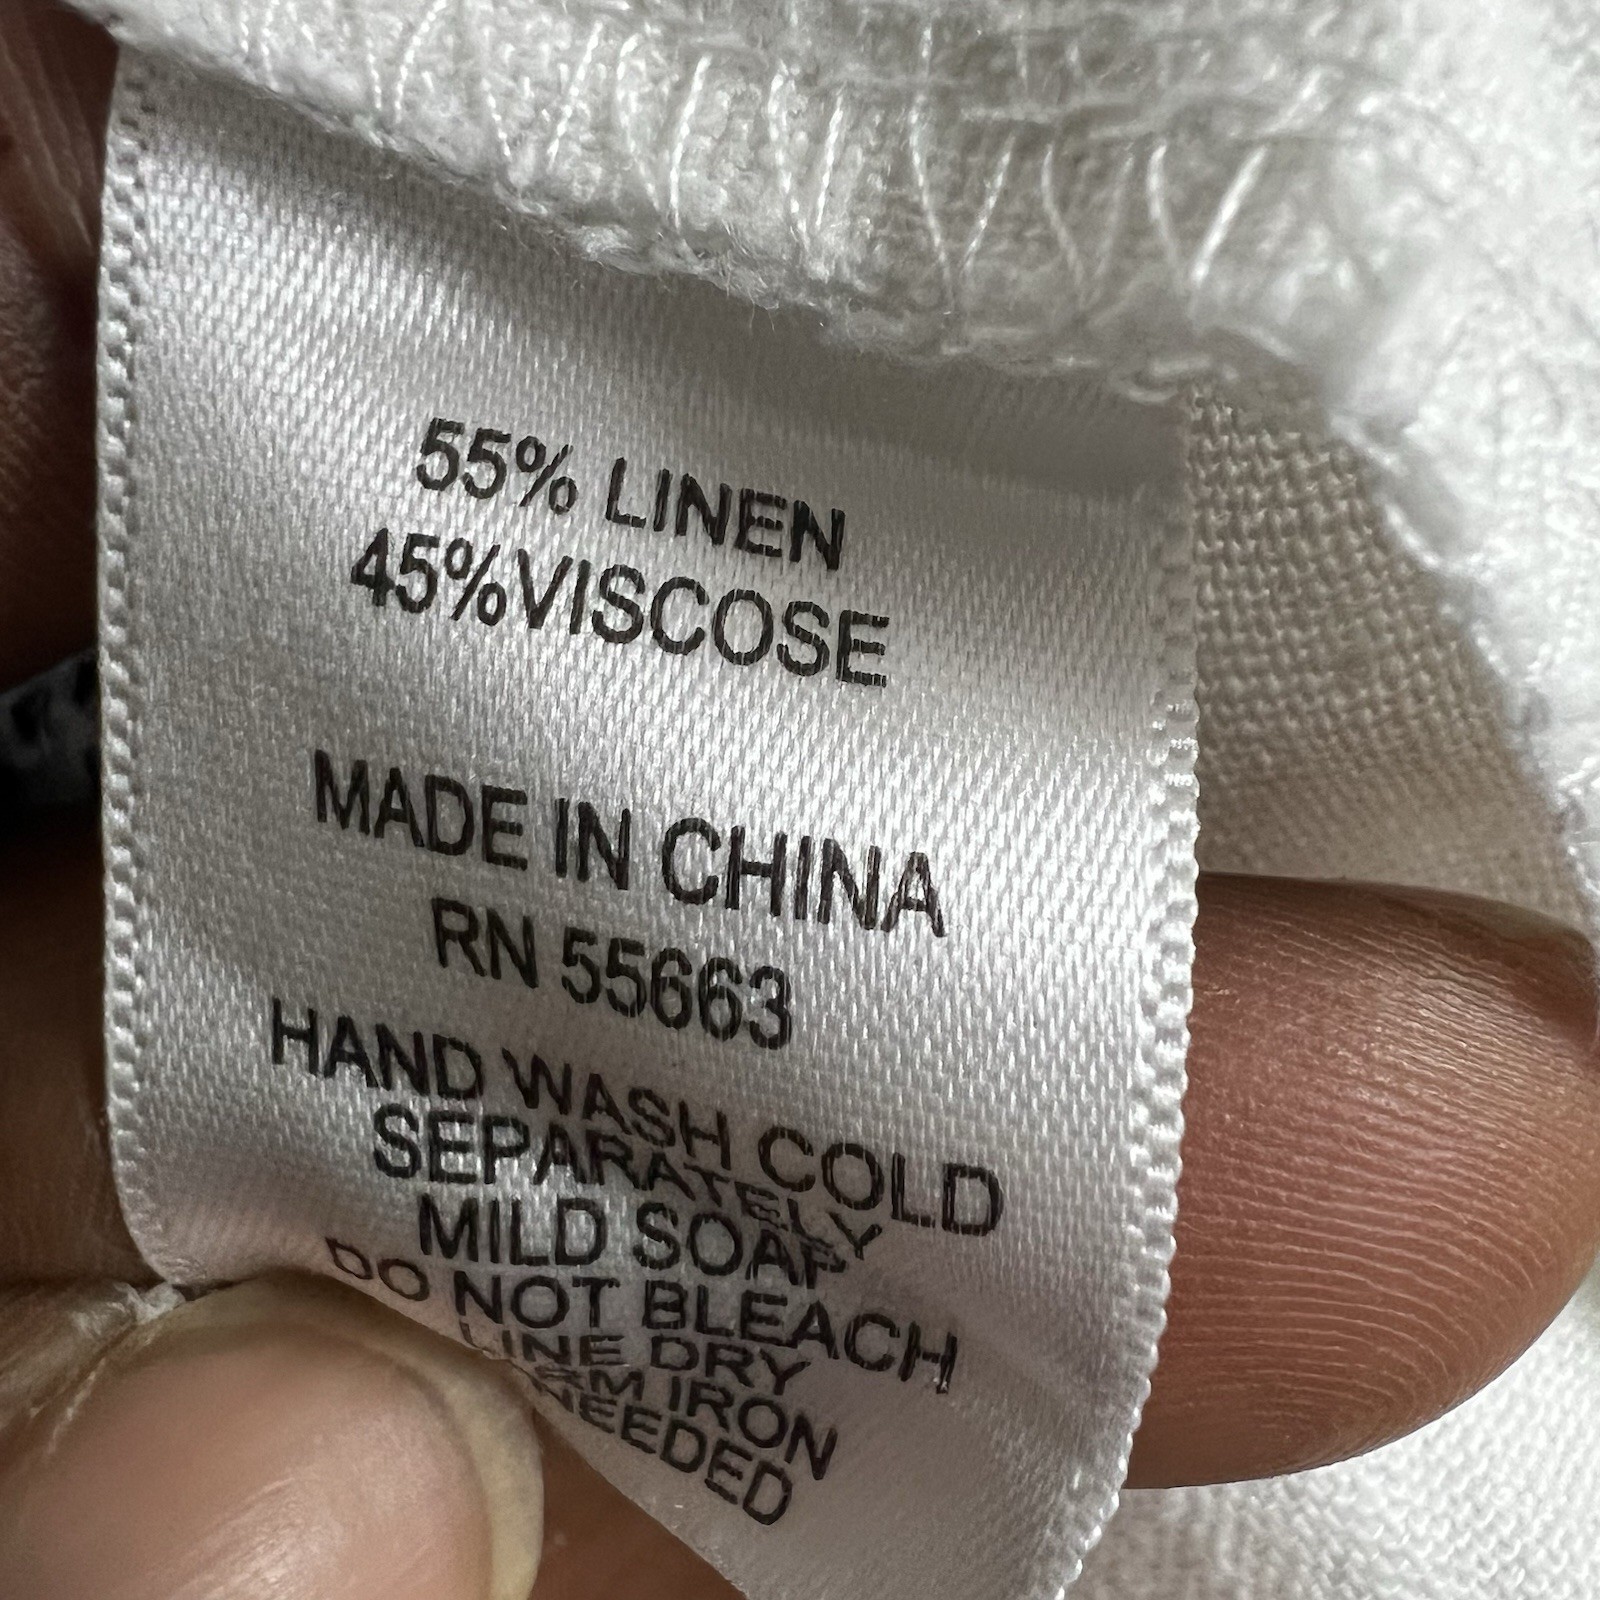 55% LINEN
45%VISCOSE
MADE IN CHINA
RN 55663
HAND WASH COLD
SEPARATELY
MILD SOAP
DO NOT BLEACH
LINE DRY
IRON
NEEDED